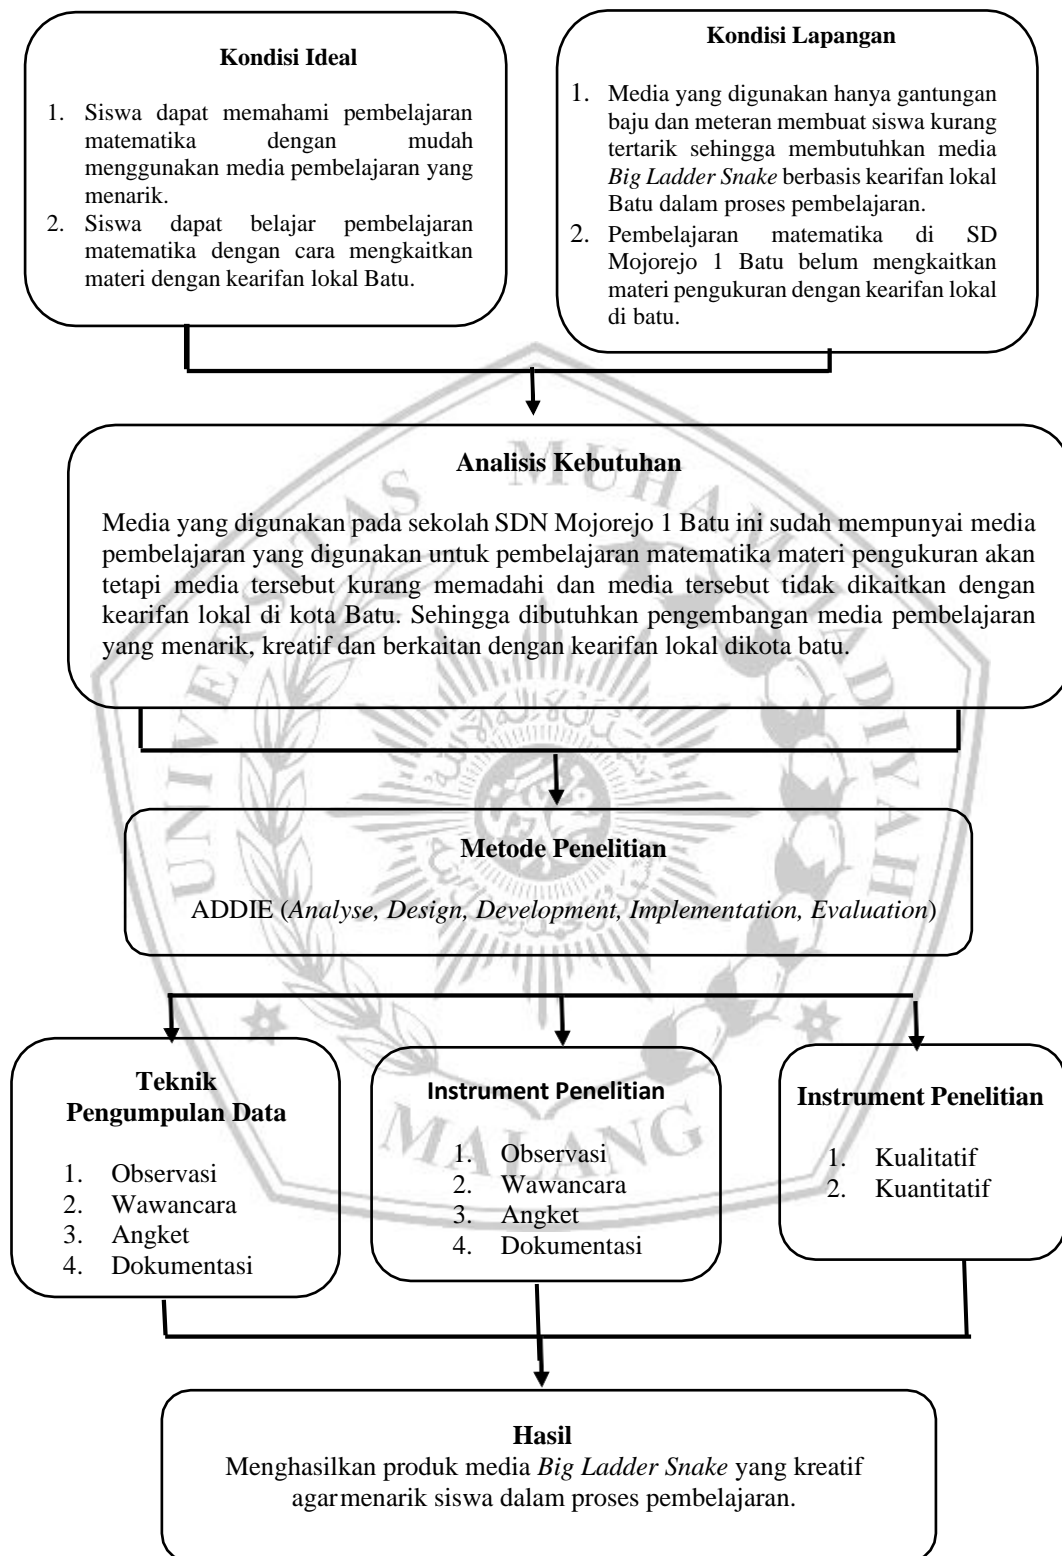 Kondisi Ideal
1. Siswa dapat memahami pembelajaran
matematika dengan mudah
menggunakan media pembelajaran yang
menarik.
2. Siswa dapat belajar pembelajaran
matematika dengan cara mengkaitkan
materi dengan kearifan lokal Batu.
Kondisi Lapangan
1. Media yang digunakan hanya gantungan
baju dan meteran membuat siswa kurang
tertarik sehingga membutuhkan media
Big Ladder Snake berbasis kearifan lokal
Batu dalam proses pembelajaran.
2. Pembelajaran matematika di SD
Mojorejo 1 Batu belum mengkaitkan
materi pengukuran dengan kearifan lokal
di batu.
Analisis Kebutuhan
Media yang digunakan pada sekolah SDN Mojorejo 1 Batu ini sudah mempunyai media
pembelajaran yang digunakan untuk pembelajaran matematika materi pengukuran akan
tetapi media tersebut kurang memadahi dan media tersebut tidak dikaitkan dengan
kearifan lokal di kota Batu. Sehingga dibutuhkan pengembangan media pembelajaran
yang menarik, kreatif dan berkaitan dengan kearifan lokal dikota batu.
Metode Penelitian
ADDIE (Analyse, Design, Development, Implementation, Evaluation)
Teknik
Pengumpulan Data
1. Observasi
2. Wawancara
3. Angket
4. Dokumentasi
Instrument Penelitian
1. Observasi
2. Wawancara
3. Angket
4. Dokumentasi
Instrument Penelitian
1. Kualitatif
2. Kuantitatif
Hasil
Menghasilkan produk media Big Ladder Snake yang kreatif
agarmenarik siswa dalam proses pembelajaran.
UNIVERSITAS MUHAMMADIYAH
MALANG